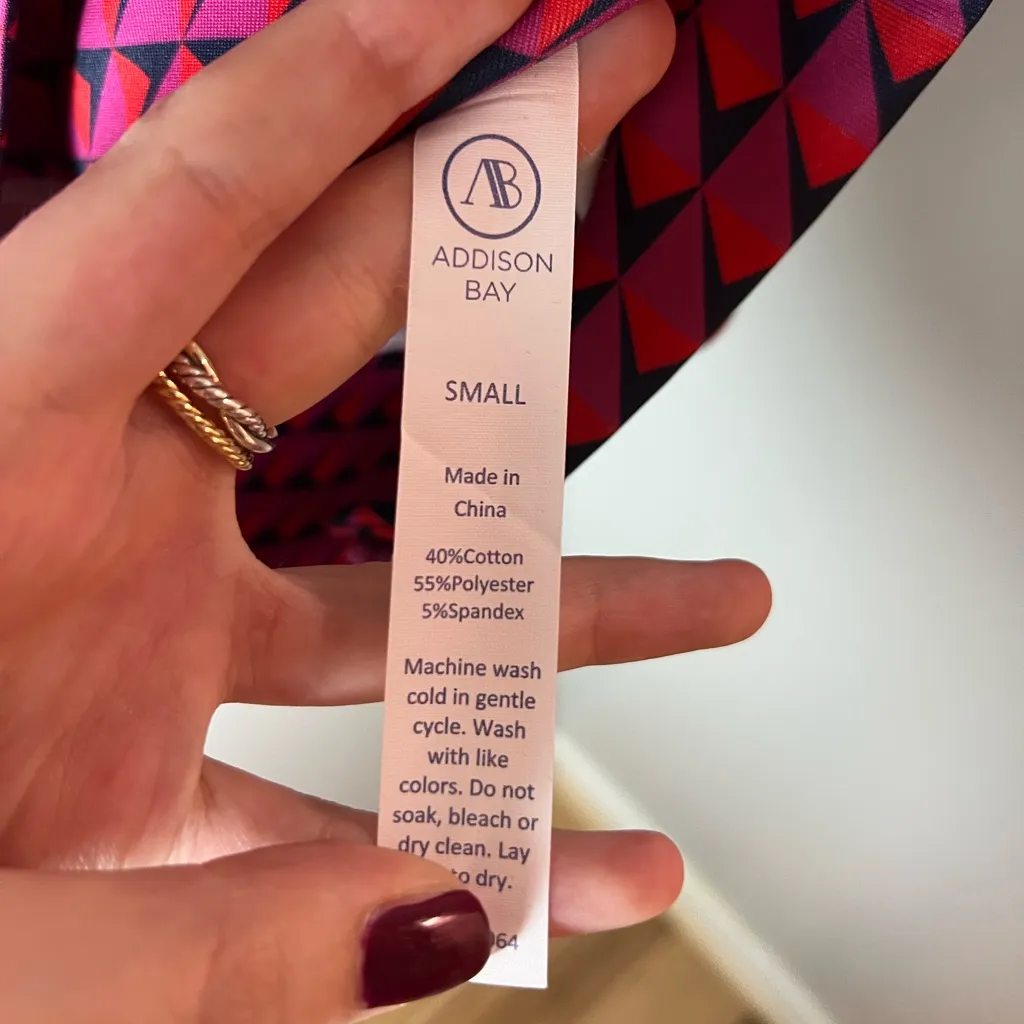 AB
ADDISON
BAY
SMALL
Made in
China
40%Cotton
55%Polyester
5%Spandex
Machine wash
cold in gentle
cycle. Wash
with like
colors. Do not
soak, bleach or
dry clean. Lay
to dry.
64